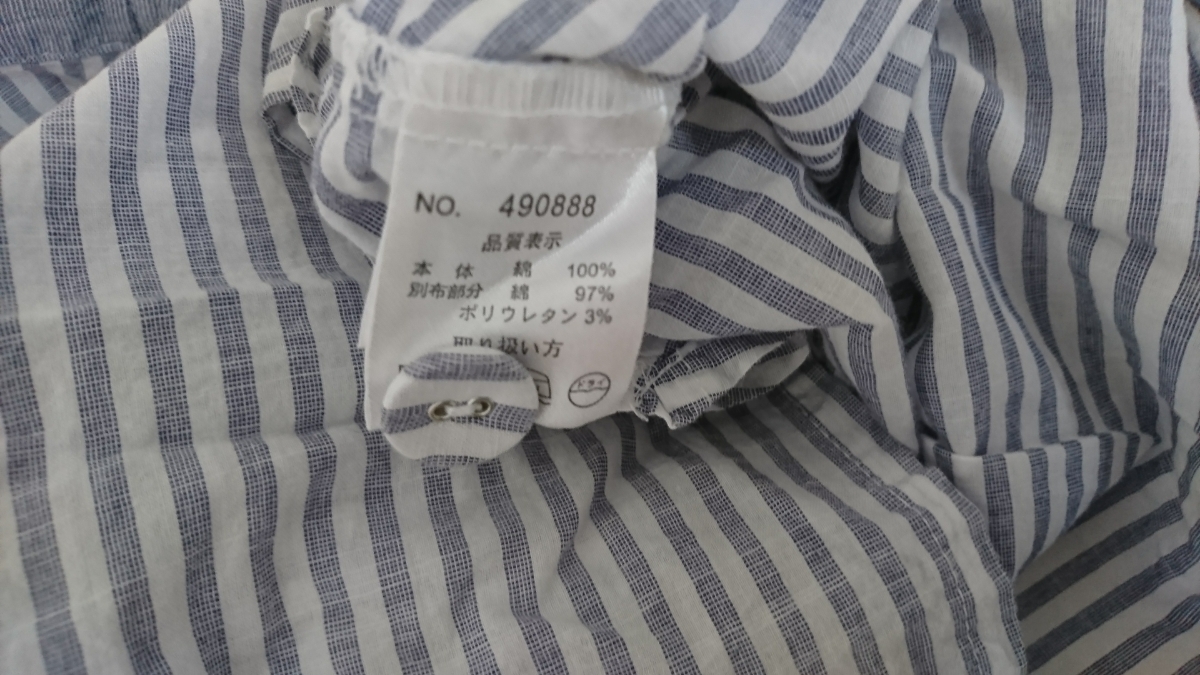 NO. 490888
品質表示
本体 綿 100%
別布部分 綿 97%
ポリウレタン 3%
取り扱い方
ドライ